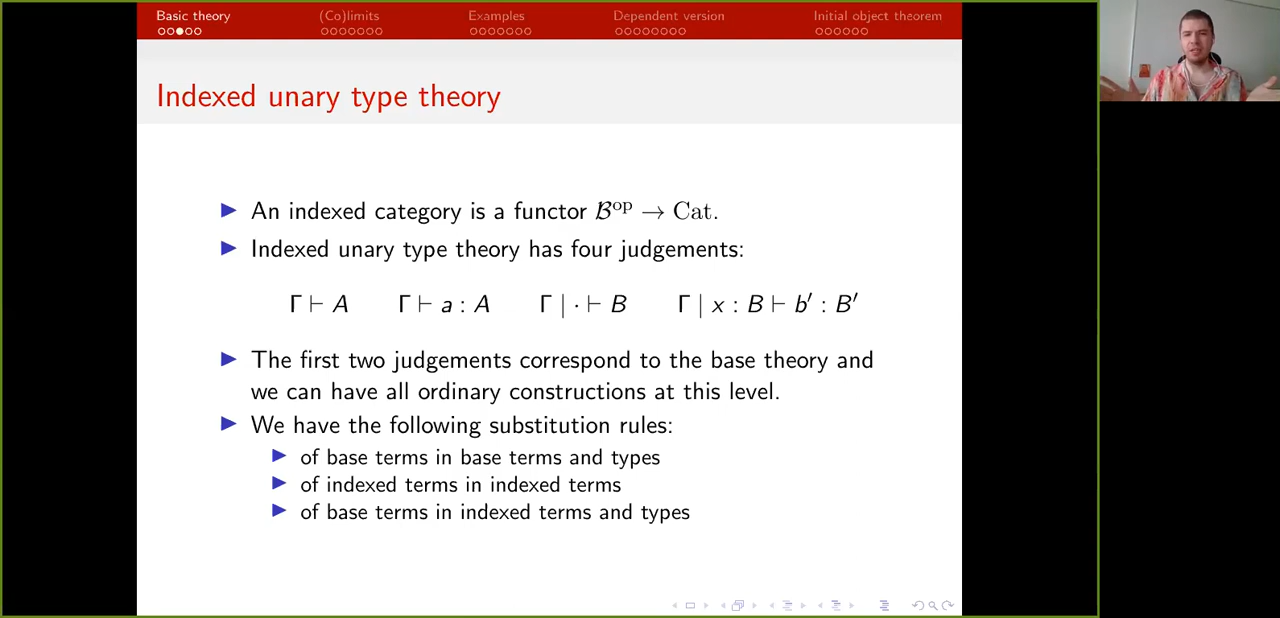 Basic theory (Co)limits Examples Dependent version Initial object theorem
Indexed unary type theory
An indexed category is a functor ℬᵒᵖ → Cat.
Indexed unary type theory has four judgements:
Γ ⊢ A Γ ⊢ a : A Γ | · ⊢ B Γ | x : B ⊢ b′ : B′
The first two judgements correspond to the base theory and
we can have all ordinary constructions at this level.
We have the following substitution rules:
of base terms in base terms and types
of indexed terms in indexed terms
of base terms in indexed terms and types